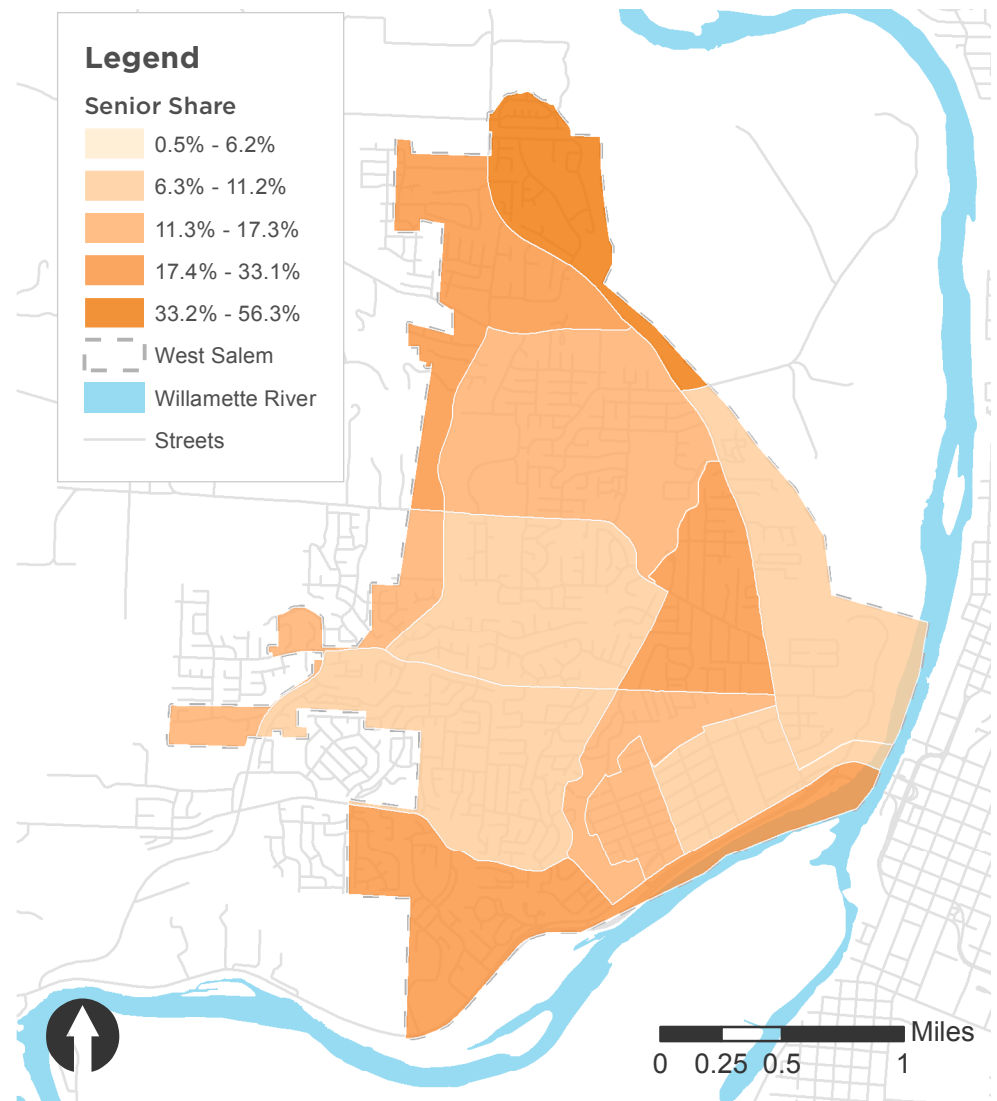 Legend
Senior Share
0.5% - 6.2%
6.3% - 11.2%
11.3% - 17.3%
17.4% - 33.1%
33.2% - 56.3%
West Salem
Willamette River
Streets
Miles
0 0.25 0.5 1